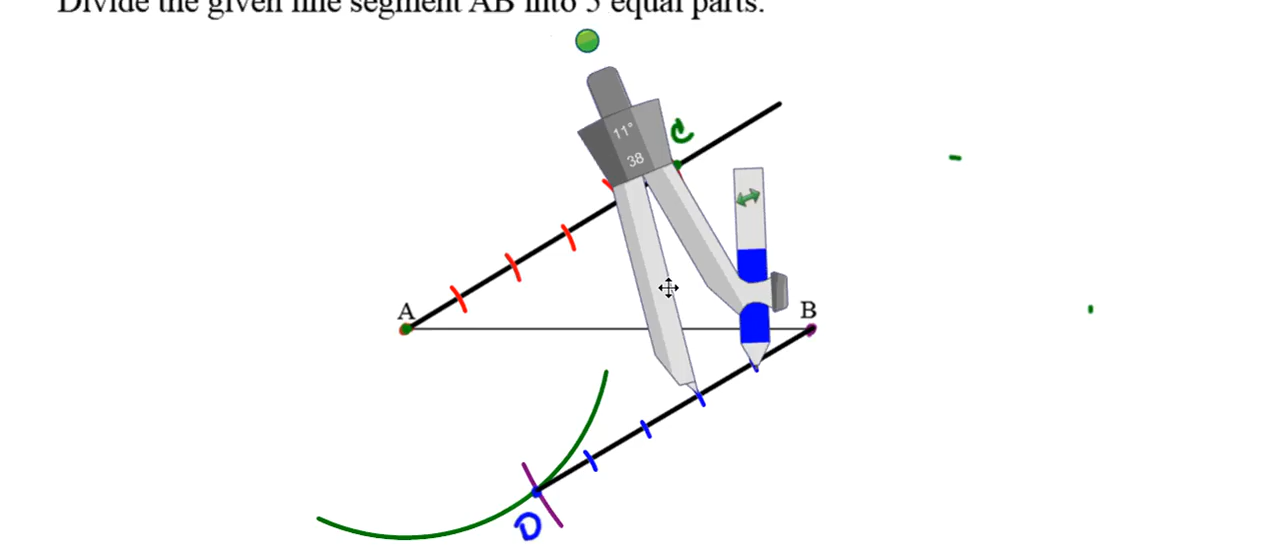 Divide the given line segment AB into 5 equal parts.
11°
38
C
A
B
D